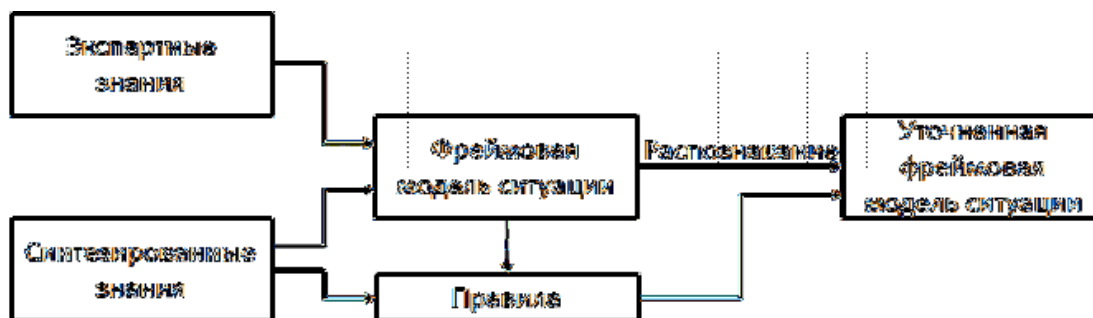 Экспертные
знания
Фреймовая
модель ситуации
Распознавание
Уточненная
фреймовая
модель ситуации
Синтезированные
знания
Правила